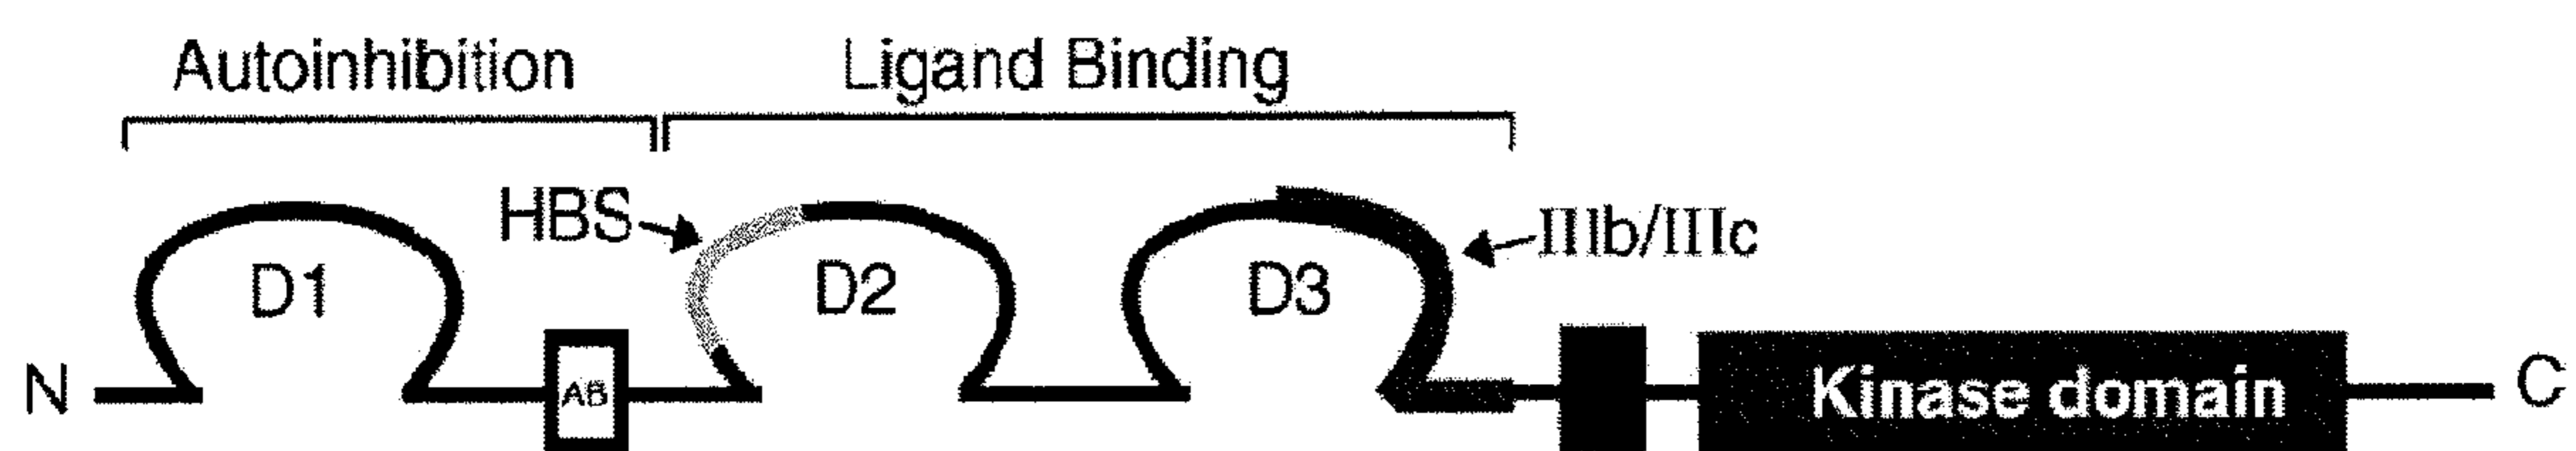 Autoinhibition Ligand Binding
HBS IIIb/IIIc
D1 D2 D3
N AB Kinase domain C